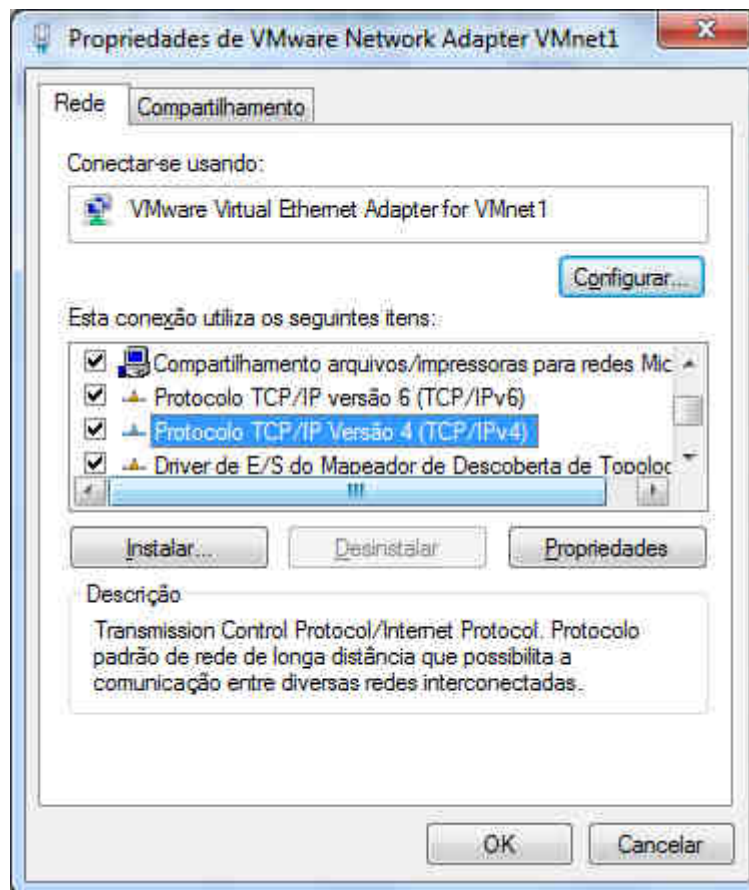 Propriedades de VMware Network Adapter VMnet1
Rede
Compartilhamento
Conectar-se usando:
VMware Virtual Ethernet Adapter for VMnet1
Configurar...
Esta conexão utiliza os seguintes itens:
Compartilhamento arquivos/impressoras para redes Mic
Protocolo TCP/IP versão 6 (TCP/IPv6)
Protocolo TCP/IP Versão 4 (TCP/IPv4)
Driver de E/S do Mapeador de Descoberta de Topoloc
Instalar...
Desinstalar
Propriedades
Descrição
Transmission Control Protocol/Internet Protocol. Protocolo
padrão de rede de longa distância que possibilita a
comunicação entre diversas redes interconectadas.
OK
Cancelar